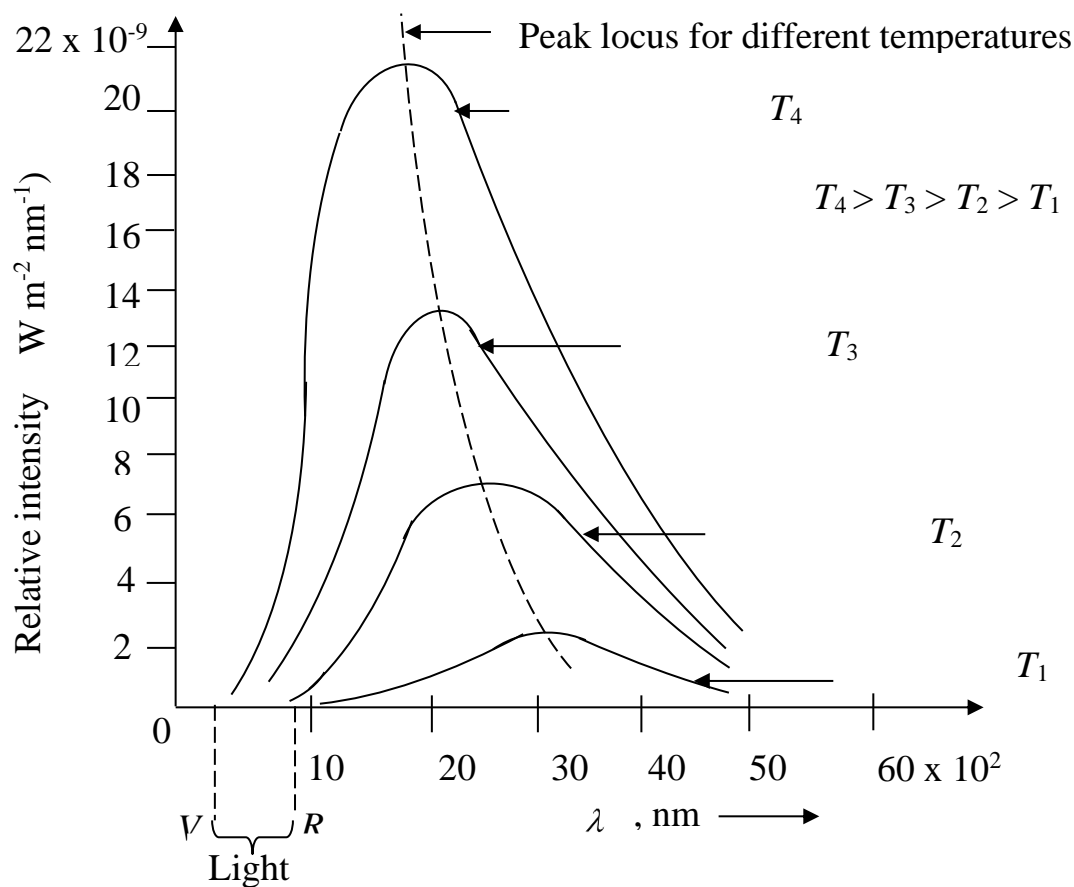 22 x 10⁻⁹
Peak locus for different temperatures
20
T₄
18
T₄ > T₃ > T₂ > T₁
16
14
12
T₃
10
8
6
T₂
4
2
T₁
Relative intensity W m⁻² nm⁻¹)
0
10 20 30 40 50 60 x 10²
V R
λ , nm
Light